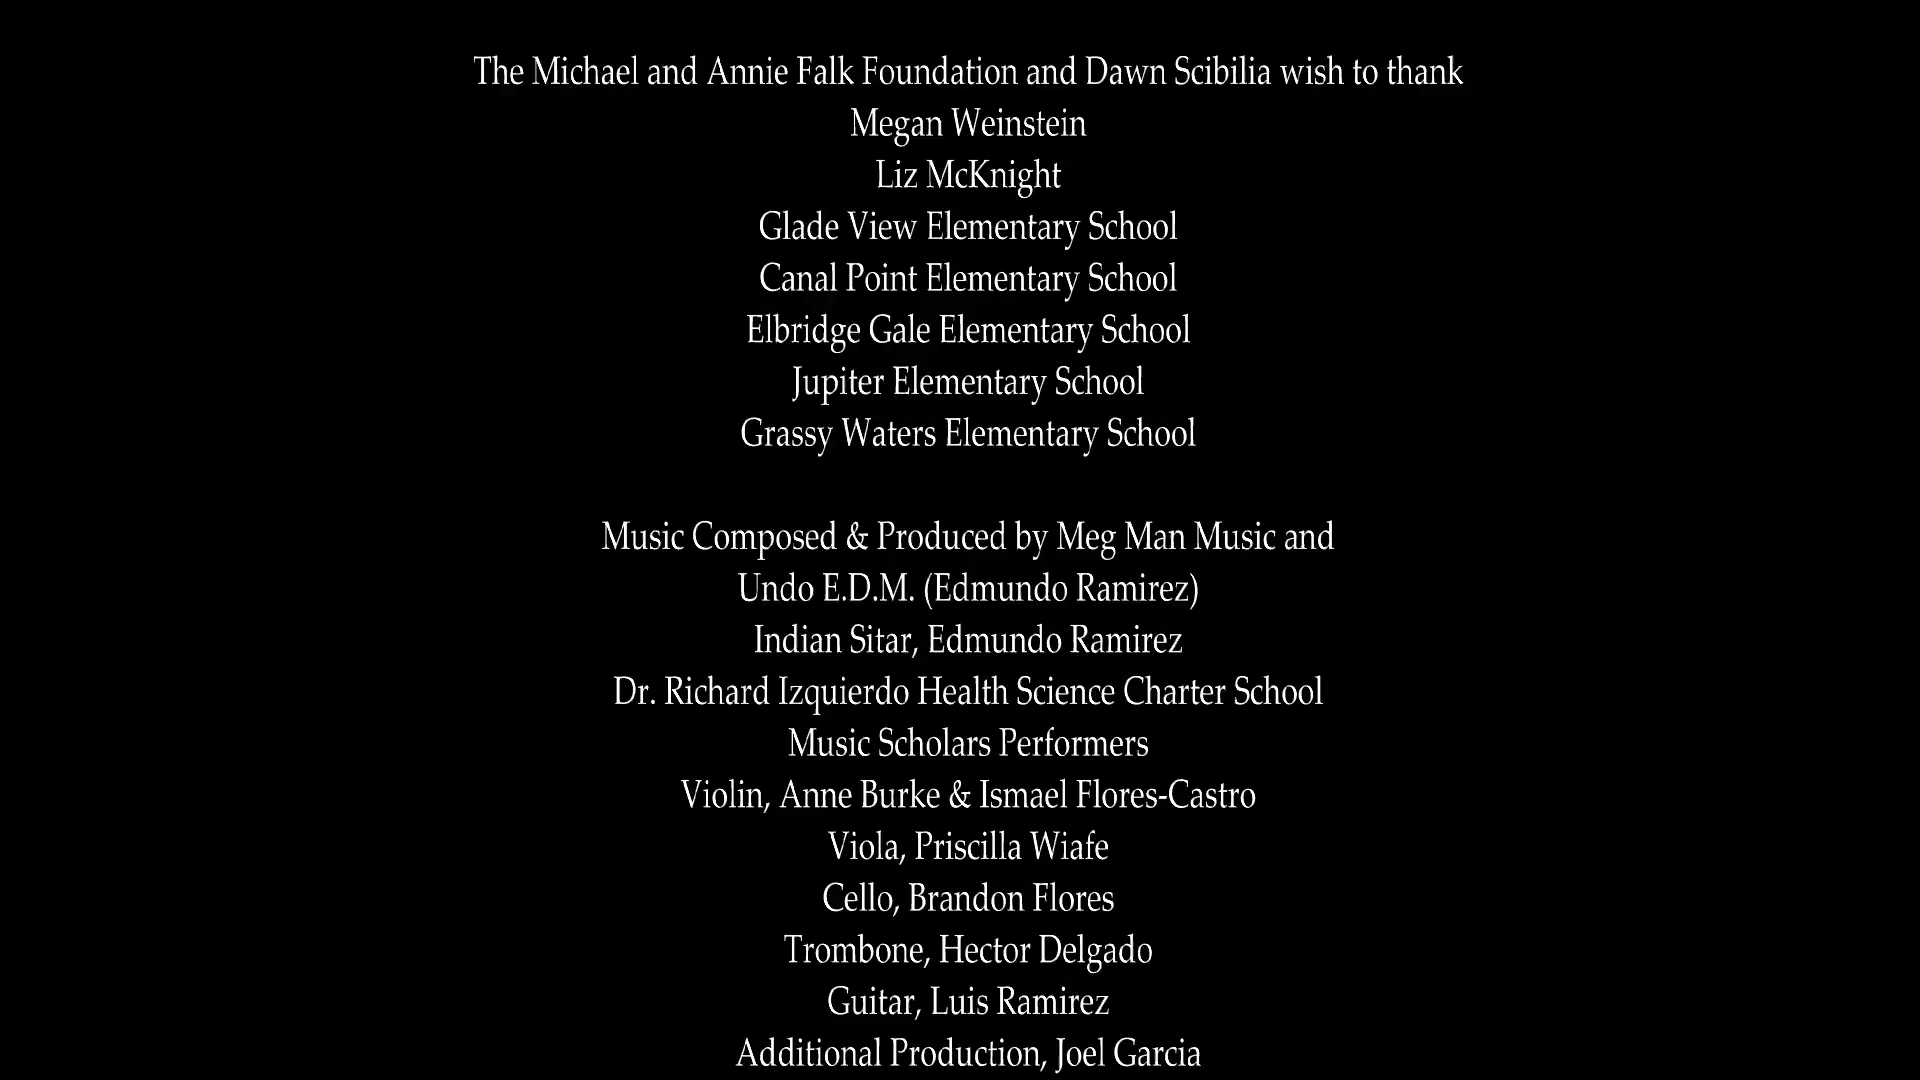 The Michael and Annie Falk Foundation and Dawn Scibilia wish to thank
Megan Weinstein
Liz McKnight
Glade View Elementary School
Canal Point Elementary School
Elbridge Gale Elementary School
Jupiter Elementary School
Grassy Waters Elementary School
Music Composed & Produced by Meg Man Music and
Undo E.D.M. (Edmundo Ramirez)
Indian Sitar, Edmundo Ramirez
Dr. Richard Izquierdo Health Science Charter School
Music Scholars Performers
Violin, Anne Burke & Ismael Flores-Castro
Viola, Priscilla Wiafe
Cello, Brandon Flores
Trombone, Hector Delgado
Guitar, Luis Ramirez
Additional Production, Joel Garcia